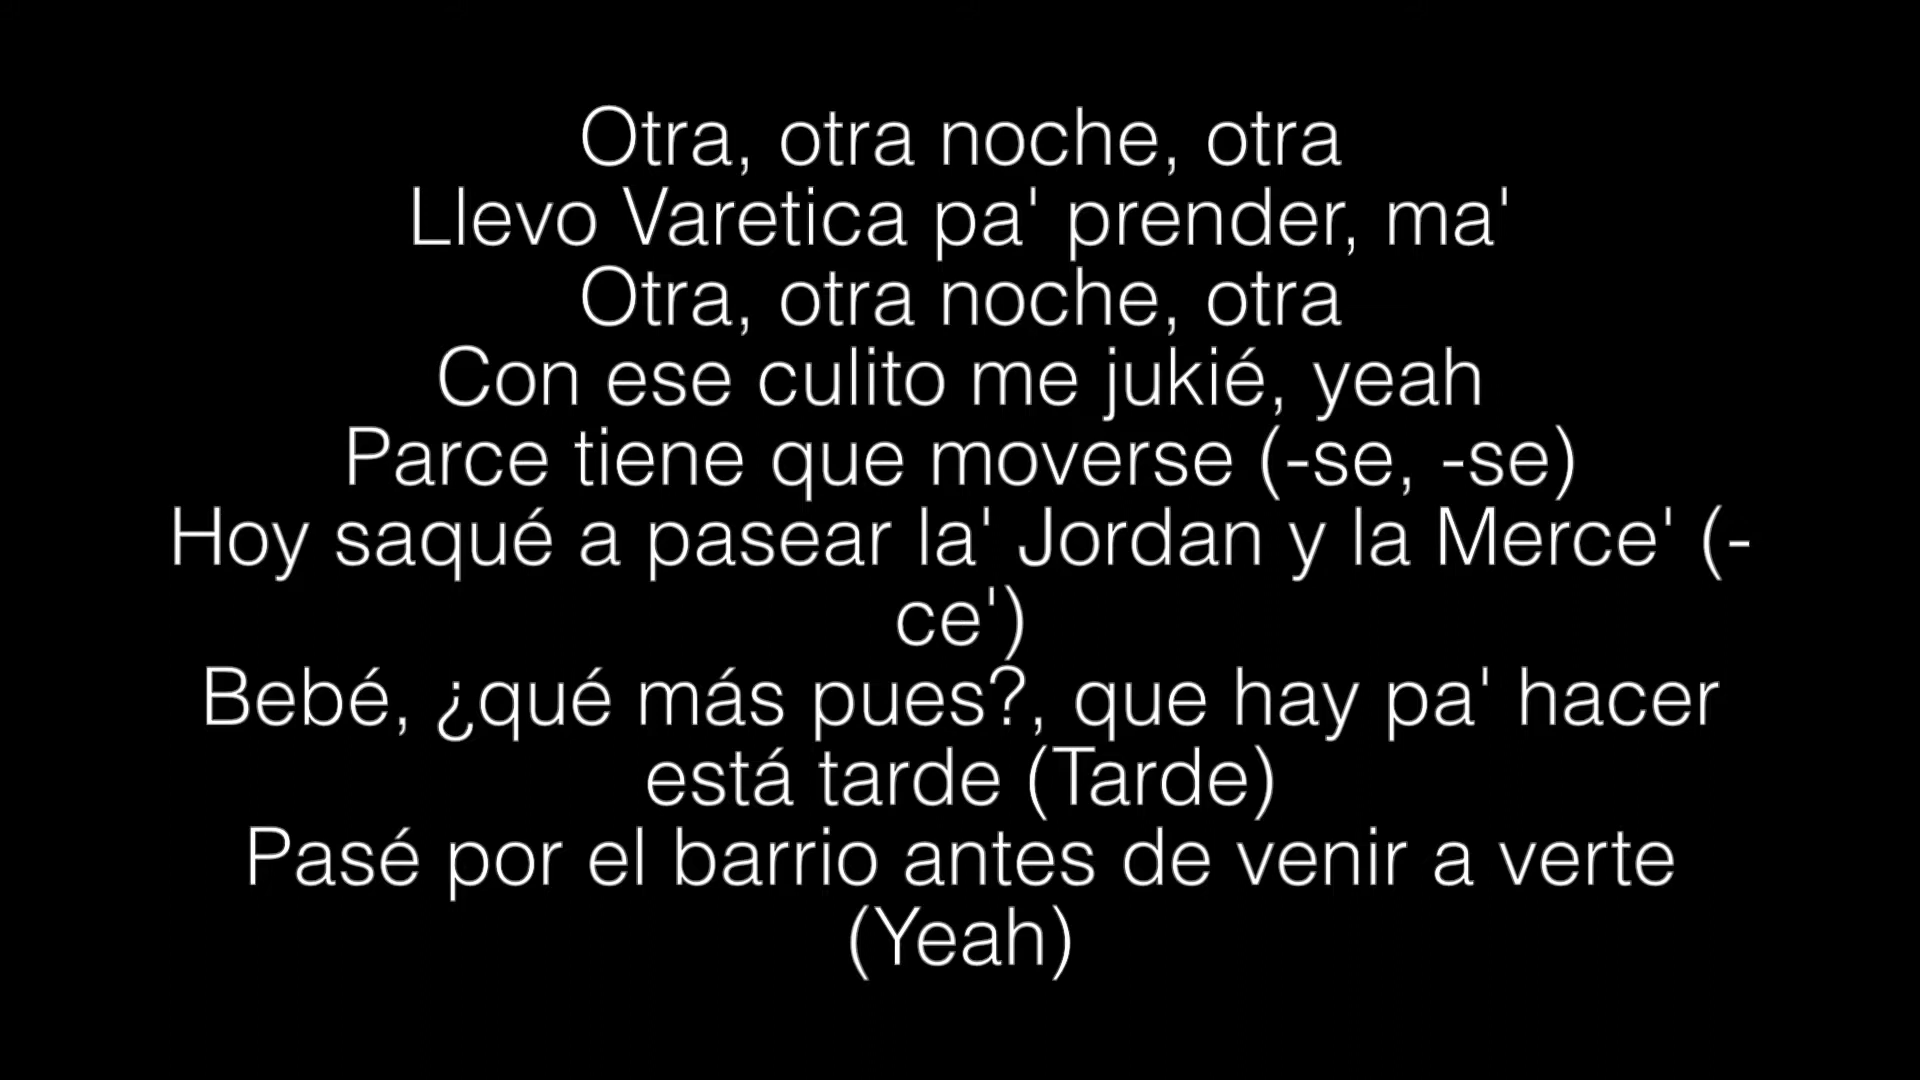 Otra, otra noche, otra
Llevo Varetica pa' prender, ma'
Otra, otra noche, otra
Con ese culito me jukié, yeah
Parce tiene que moverse (-se, -se)
Hoy saqué a pasear la' Jordan y la Merce' (-
ce')
Bebé, ¿qué más pues?, que hay pa' hacer
está tarde (Tarde)
Pasé por el barrio antes de venir a verte
(Yeah)